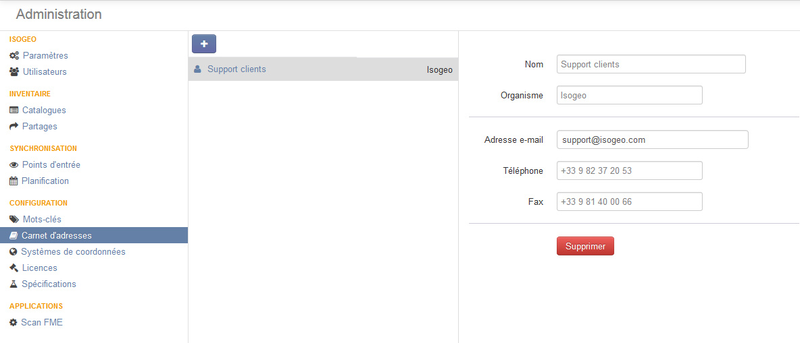 Administration
ISOGEO
Paramètres
Utilisateurs
INVENTAIRE
Catalogues
Partages
SYNCHRONISATION
Points d'entrée
Planification
CONFIGURATION
Mots-clés
Carnet d'adresses
Systèmes de coordonnées
Licences
Spécifications
APPLICATIONS
Scan FME
+
Support clients Isogeo
Nom Support clients
Organisme Isogeo
Adresse e-mail support@isogeo.com
Téléphone +33 9 82 37 20 53
Fax +33 9 81 40 00 66
Supprimer